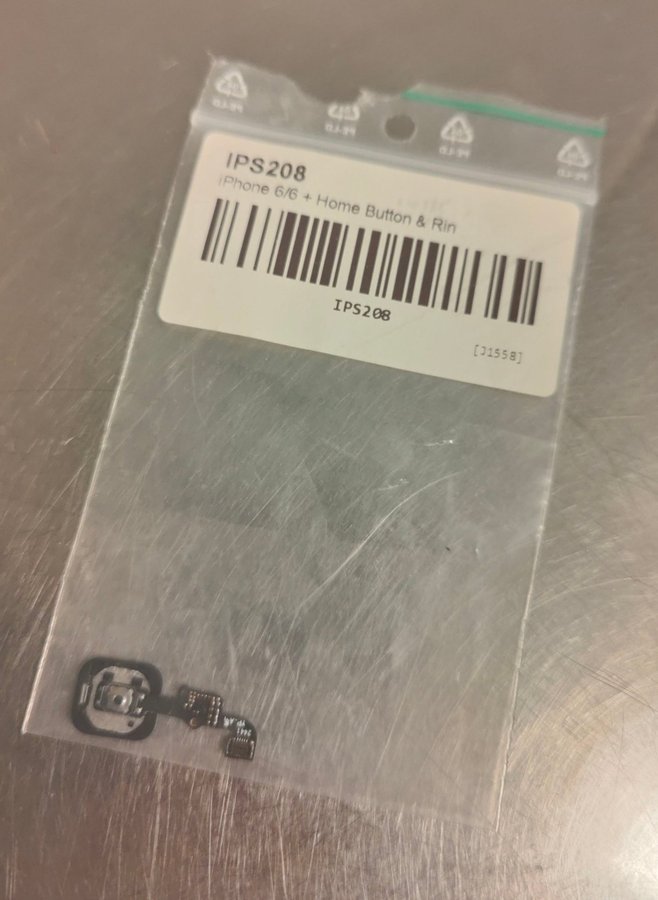 IPS208
iPhone 6/6 + Home Button & Rin
IPS208
[J1558]